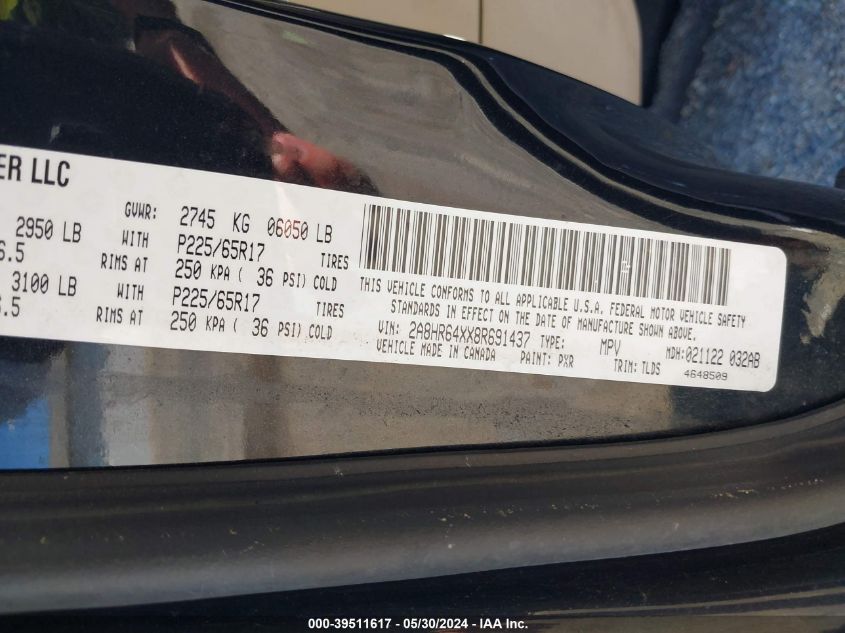 ER LLC
GVWR: 2745 KG 06050 LB
2950 LB WITH P225/65R17 TIRES
6.5 RIMS AT 250 KPA ( 36 PSI) COLD
3100 LB WITH P225/65R17 TIRES
.5 RIMS AT 250 KPA ( 36 PSI) COLD
THIS VEHICLE CONFORMS TO ALL APPLICABLE U.S.A. FEDERAL MOTOR VEHICLE SAFETY
STANDARDS IN EFFECT ON THE DATE OF MANUFACTURE SHOWN ABOVE.
VIN: 2A8HR64XX8R691437 TYPE: MPV MDH: 021122 032AB
VEHICLE MADE IN CANADA PAINT: PXR TRIM: TLDS 4648509
000-39511617 - 05/30/2024 - IAA Inc.